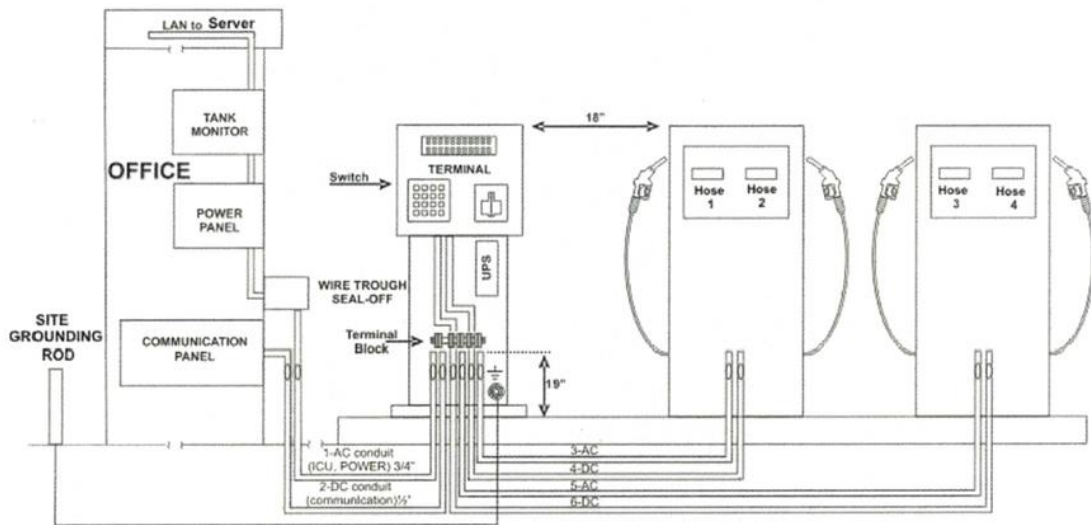 LAN to Server
TANK
MONITOR
OFFICE
POWER
PANEL
COMMUNICATION
PANEL
SITE
GROUNDING
ROD
WIRE TROUGH
SEAL-OFF
Switch
TERMINAL
UPS
Terminal
Block
18"
19"
Hose
1
Hose
2
Hose
3
Hose
4
1-AC conduit
(ICU, POWER) 3/4"
2-DC conduit
(communication)½"
3-AC
4-DC
5-AC
6-DC